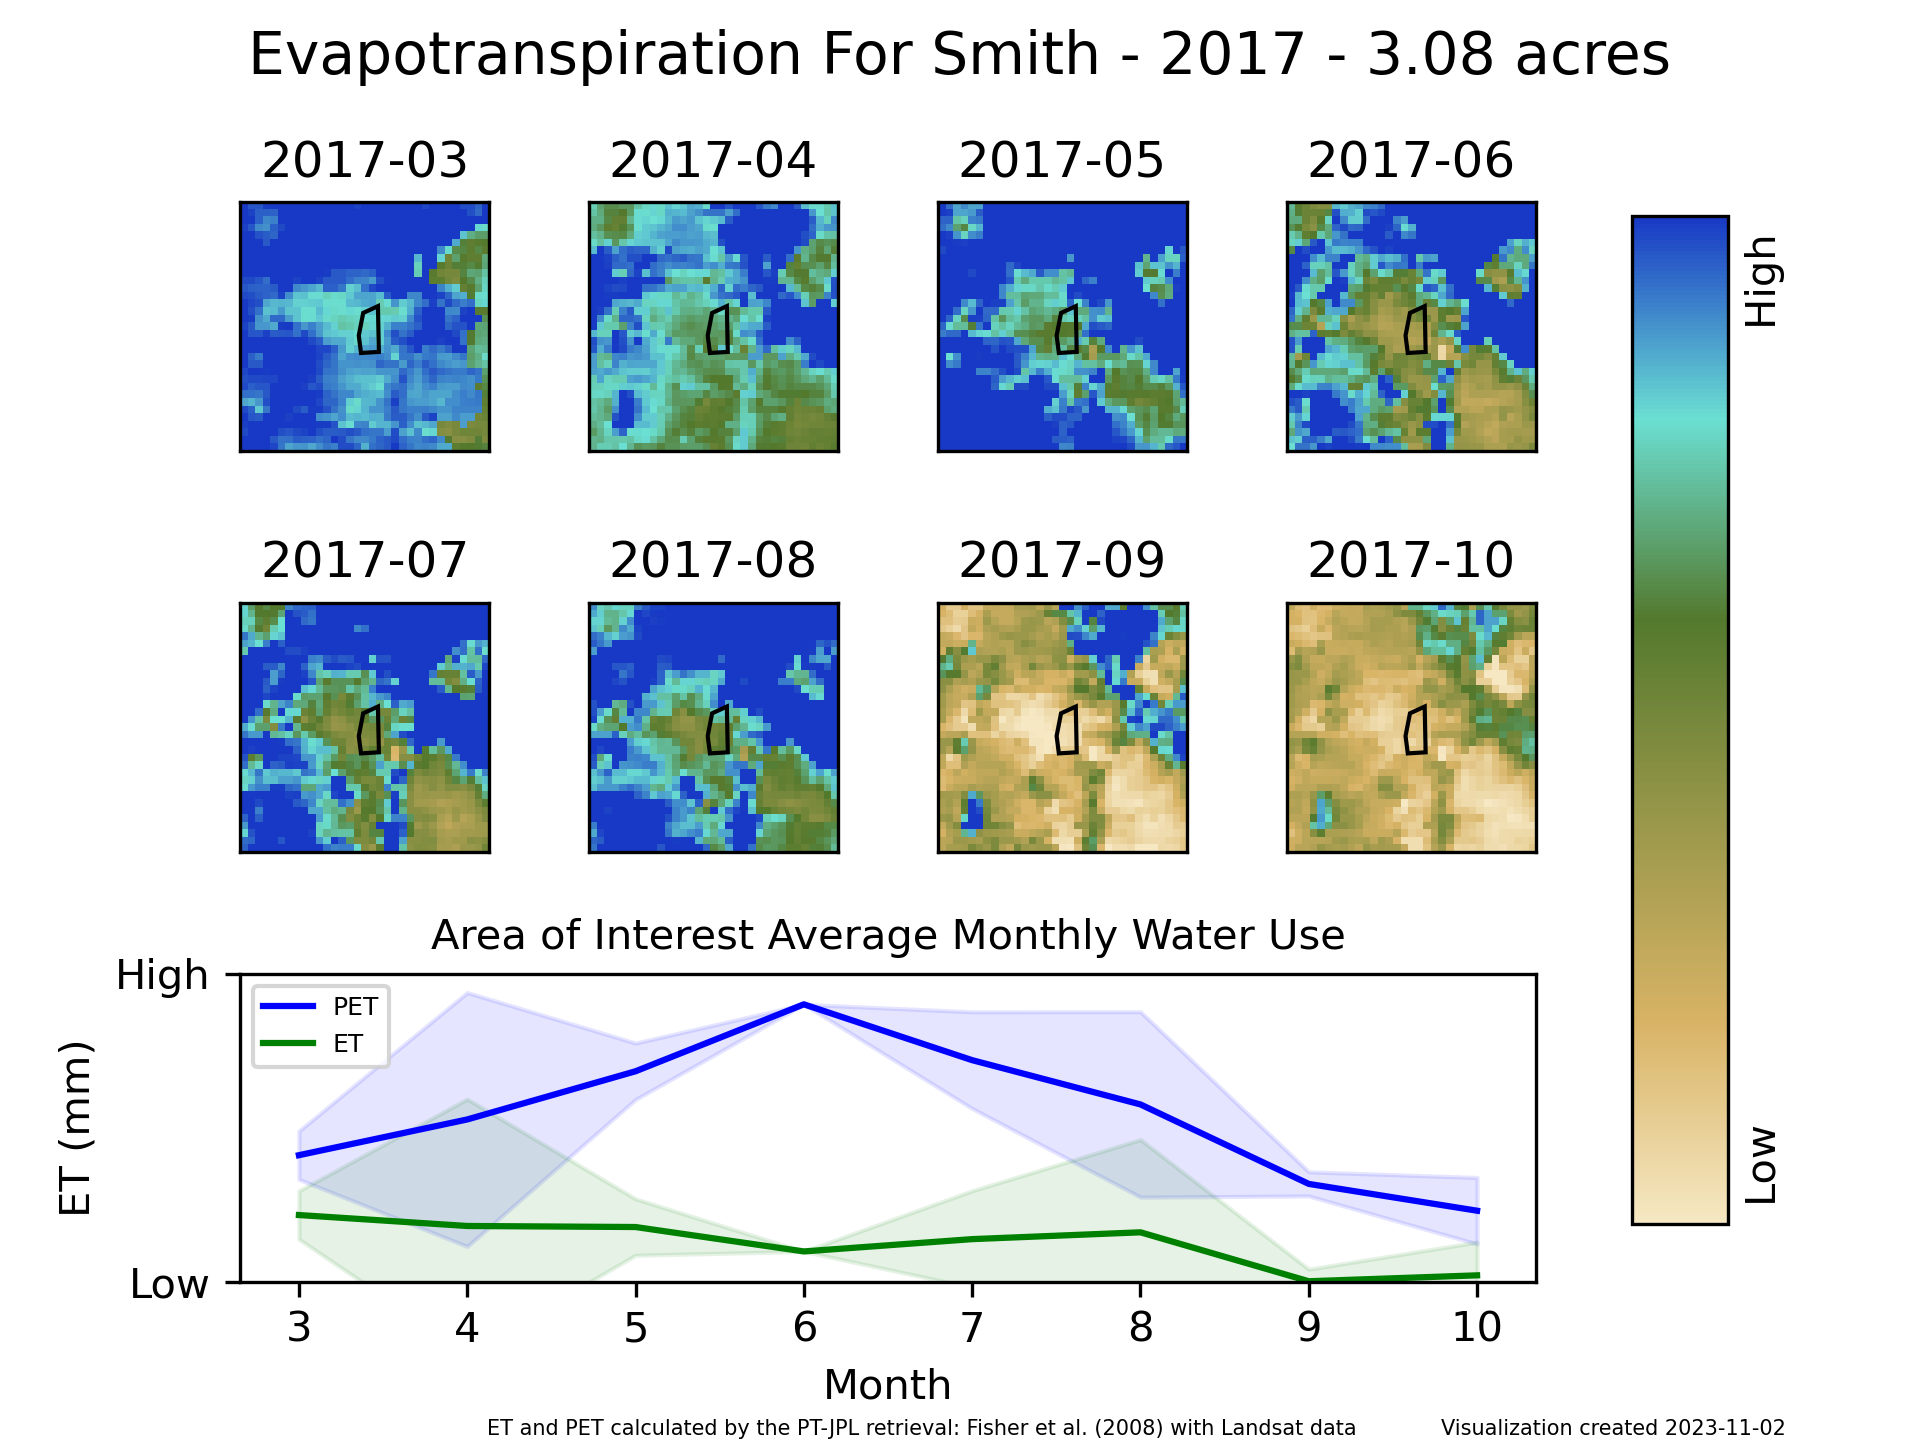 Evapotranspiration For Smith - 2017 - 3.08 acres
2017-03
2017-04
2017-05
2017-06
High
Low
2017-07
2017-08
2017-09
2017-10
Area of Interest Average Monthly Water Use
High
Low
ET (mm)
PET
ET
3
4
5
6
7
8
9
10
Month
ET and PET calculated by the PT-JPL retrieval: Fisher et al. (2008) with Landsat data
Visualization created 2023-11-02